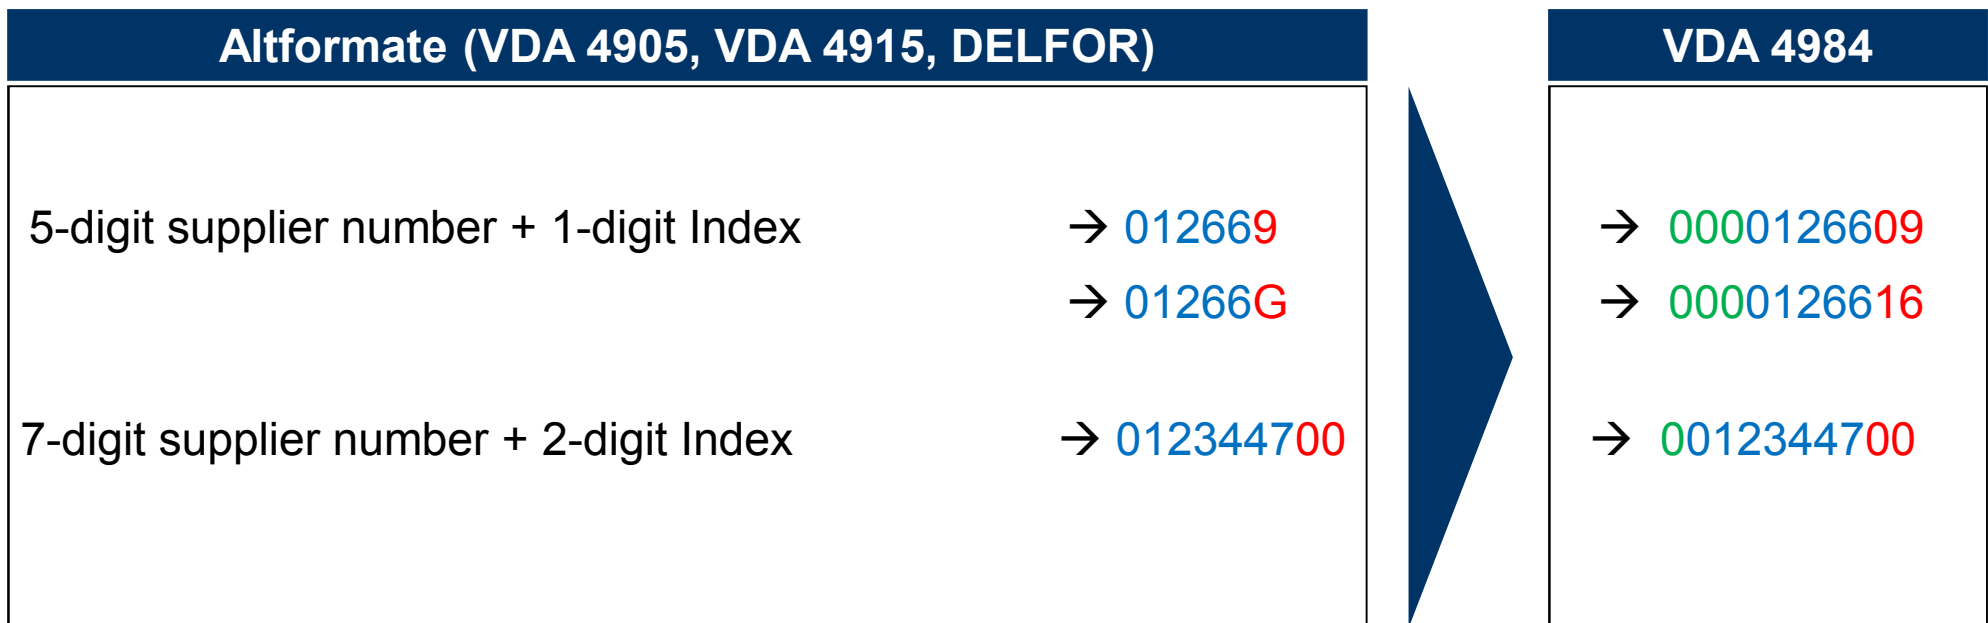 Altformate (VDA 4905, VDA 4915, DELFOR) VDA 4984
5-digit supplier number + 1-digit Index → 012669 → 0000126609
→ 01266G → 0000126616
7-digit supplier number + 2-digit Index → 012344700 → 0012344700